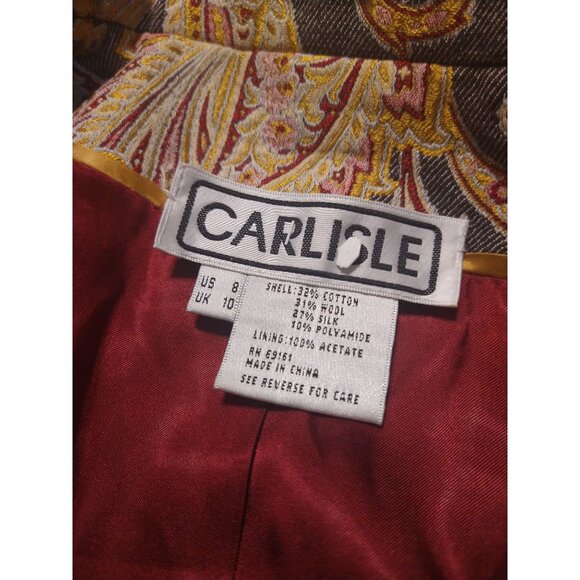 CARLISLE
US 8
UK 10
SHELL:32% COTTON
31% WOOL
27% SILK
10% POLYAMIDE
LINING:100% ACETATE
RN 69161
MADE IN CHINA
SEE REVERSE FOR CARE